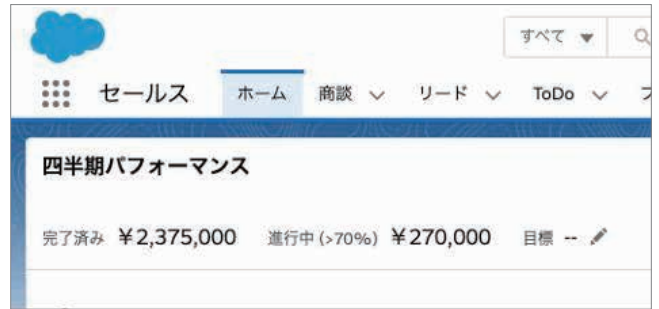 すべて
セールス ホーム 商談 リード ToDo
四半期パフォーマンス
完了済み ¥2,375,000 進行中 (>70%) ¥270,000 目標 --